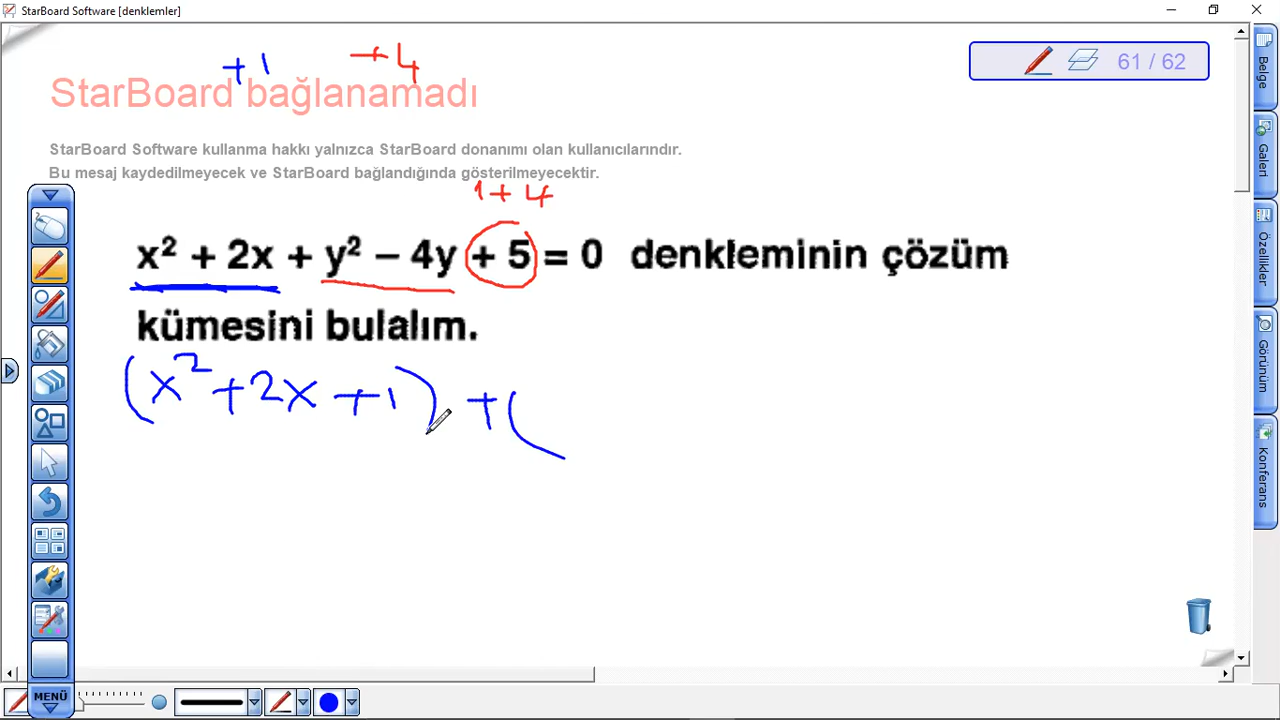 StarBoard Software [denklemler]
+1 +4
StarBoard bağlanamadı
61 / 62
StarBoard Software kullanma hakkı yalnızca StarBoard donanımı olan kullanıcılarındır.
Bu mesaj kaydedilmeyecek ve StarBoard bağlandığında gösterilmeyecektir.
1+4
x² + 2x + y² − 4y + 5 = 0 denkleminin çözüm
kümesini bulalım.
(x² +2x +1) +(
MENÜ
Belge
Galeri
Özellikler
Görünüm
Konferans